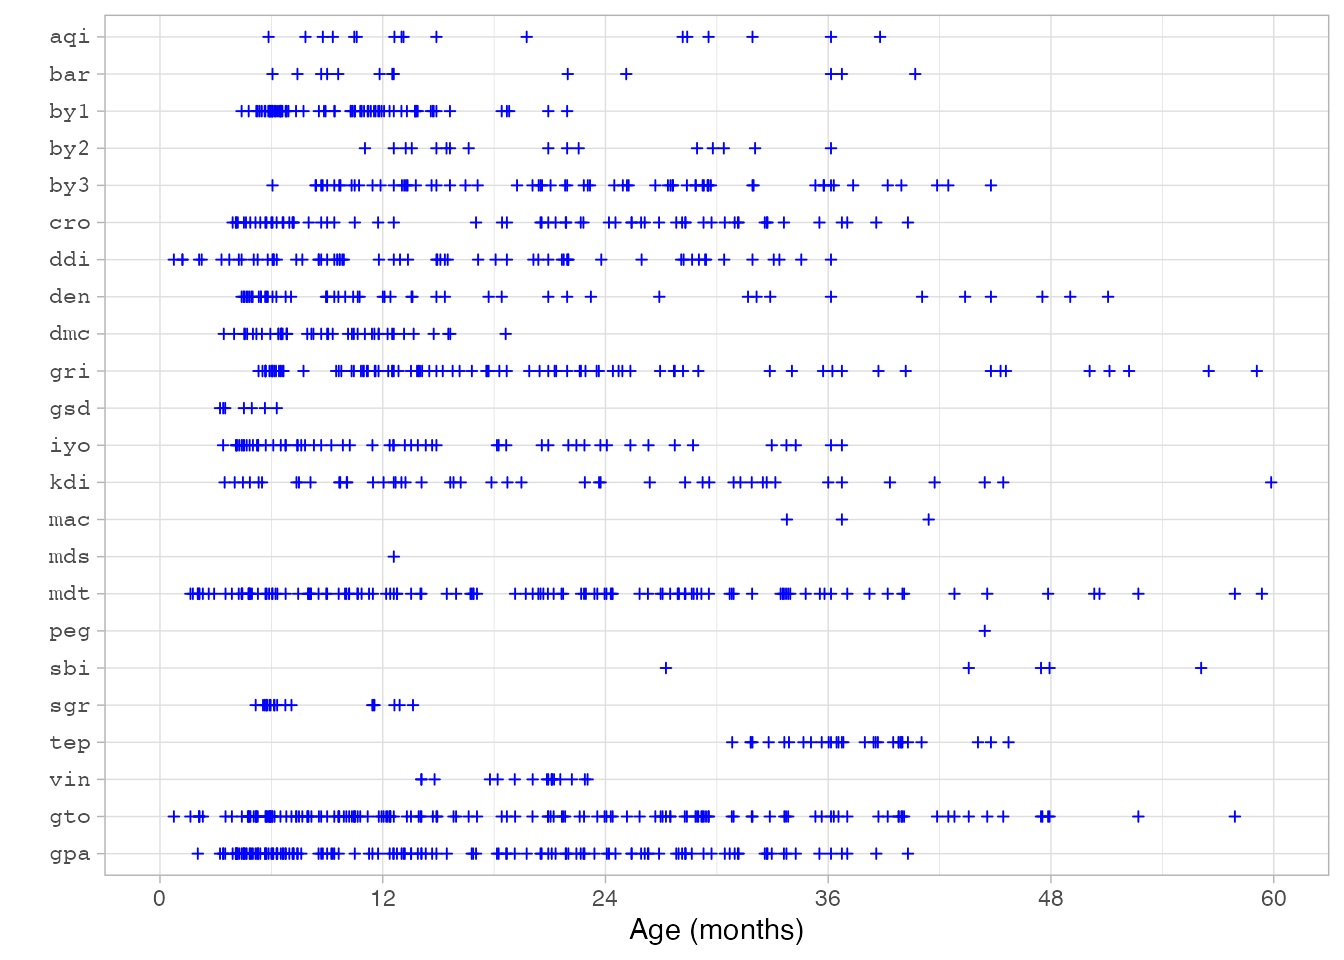 aqi
bar
by1
by2
by3
cro
ddi
den
dmc
gri
gsd
iyo
kdi
mac
mds
mdt
peg
sbi
sgr
tep
vin
gto
gpa
0 12 24 36 48 60
Age (months)